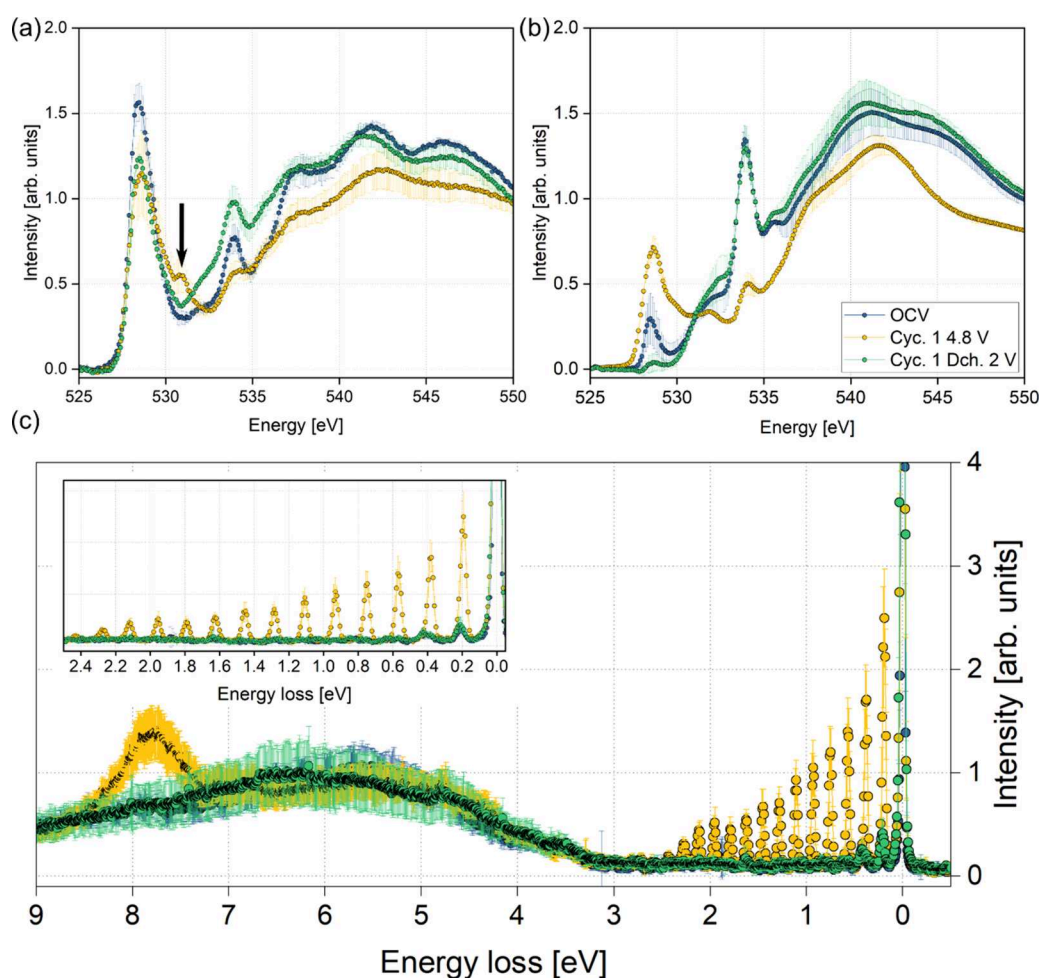 (a)
2.0
1.5
1.0
0.5
0.0
Intensity [arb. units]
525 530 535 540 545 550
Energy [eV]
(b)
2.0
1.5
1.0
0.5
0.0
Intensity [arb. units]
OCV
Cyc. 1 4.8 V
Cyc. 1 Dch. 2 V
525 530 535 540 545 550
Energy [eV]
(c)
2.4 2.2 2.0 1.8 1.6 1.4 1.2 1.0 0.8 0.6 0.4 0.2 0.0
Energy loss [eV]
4
3
2
1
0
Intensity [arb. units]
9 8 7 6 5 4 3 2 1 0
Energy loss [eV]